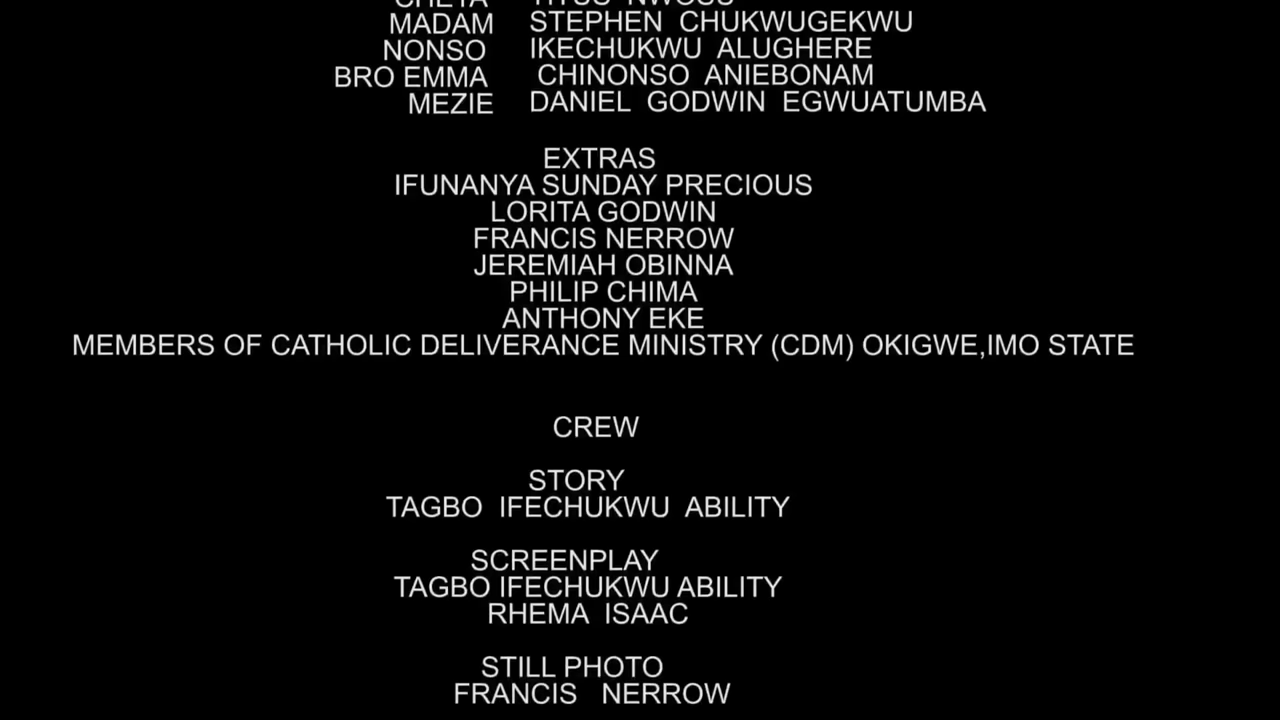 MADAM STEPHEN CHUKWUGEKWU
NONSO IKECHUKWU ALUGHERE
BRO EMMA CHINONSO ANIEBONAM
MEZIE DANIEL GODWIN EGWUATUMBA
EXTRAS
IFUNANYA SUNDAY PRECIOUS
LORITA GODWIN
FRANCIS NERROW
JEREMIAH OBINNA
PHILIP CHIMA
ANTHONY EKE
MEMBERS OF CATHOLIC DELIVERANCE MINISTRY (CDM) OKIGWE,IMO STATE
CREW
STORY
TAGBO IFECHUKWU ABILITY
SCREENPLAY
TAGBO IFECHUKWU ABILITY
RHEMA ISAAC
STILL PHOTO
FRANCIS NERROW